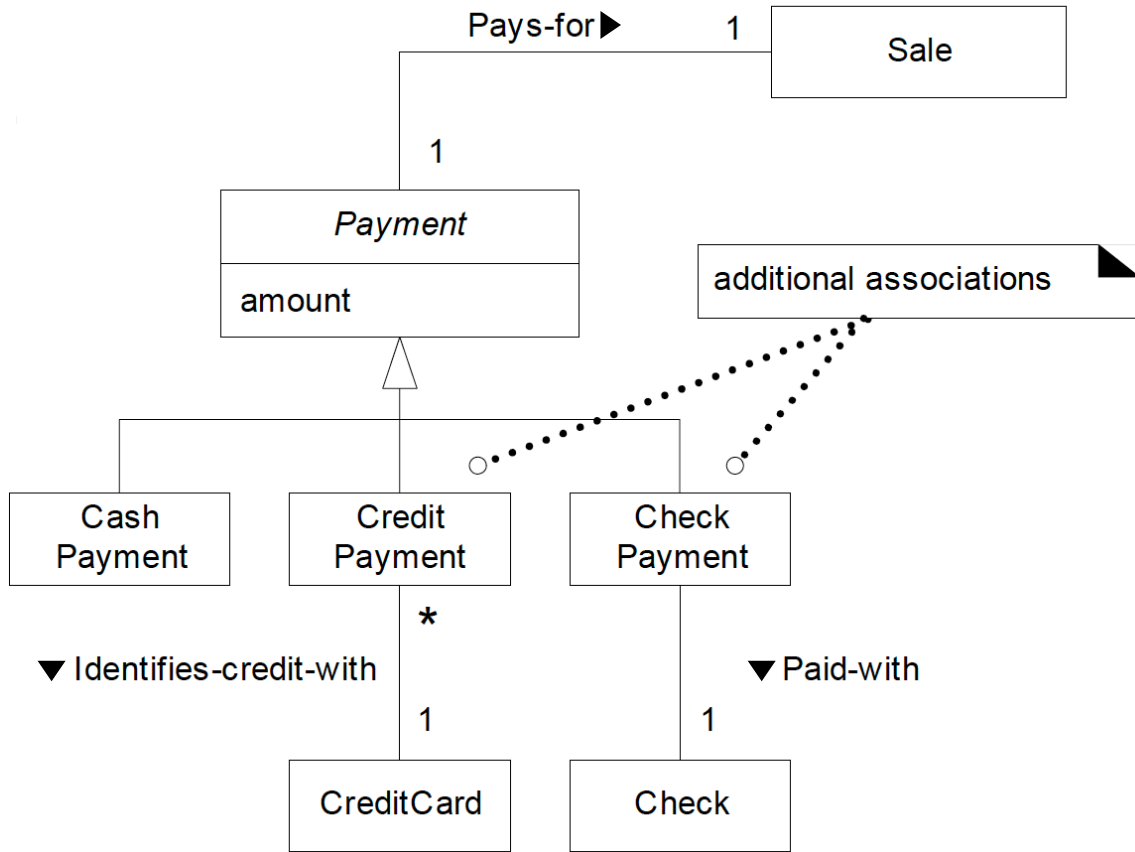 Pays-for
1
Sale
1
Payment
amount
additional associations
Cash
Payment
Credit
Payment
Check
Payment
*
Identifies-credit-with
Paid-with
1
1
CreditCard
Check